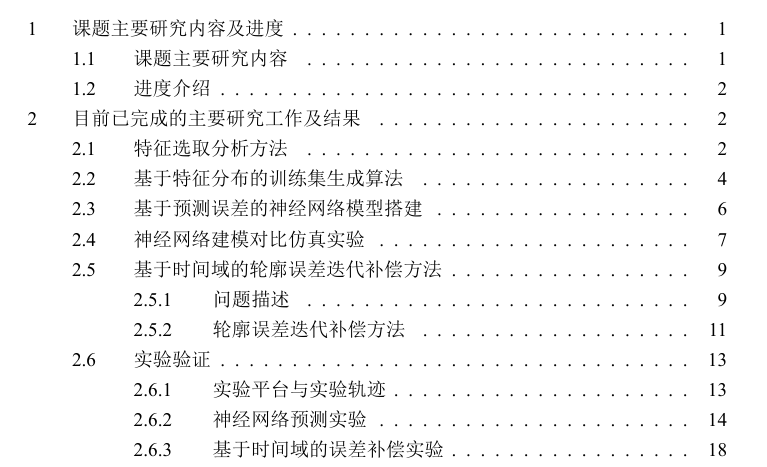 1 课题主要研究内容及进度 . . . . . . . . . . . . . . . . . . . . . . . . . . . . 1
1.1 课题主要研究内容 . . . . . . . . . . . . . . . . . . . . . . . . . . . 1
1.2 进度介绍 . . . . . . . . . . . . . . . . . . . . . . . . . . . . . . . . . 2
2 目前已完成的主要研究工作及结果 . . . . . . . . . . . . . . . . . . . . . . 2
2.1 特征选取分析方法 . . . . . . . . . . . . . . . . . . . . . . . . . . . 2
2.2 基于特征分布的训练集生成算法 . . . . . . . . . . . . . . . . . . . 4
2.3 基于预测误差的神经网络模型搭建 . . . . . . . . . . . . . . . . . . 6
2.4 神经网络建模对比仿真实验 . . . . . . . . . . . . . . . . . . . . . . 7
2.5 基于时间域的轮廓误差迭代补偿方法 . . . . . . . . . . . . . . . . . 9
2.5.1 问题描述 . . . . . . . . . . . . . . . . . . . . . . . . . . . 9
2.5.2 轮廓误差迭代补偿方法 . . . . . . . . . . . . . . . . . . . 11
2.6 实验验证 . . . . . . . . . . . . . . . . . . . . . . . . . . . . . . . . . 13
2.6.1 实验平台与实验轨迹 . . . . . . . . . . . . . . . . . . . . . 13
2.6.2 神经网络预测实验 . . . . . . . . . . . . . . . . . . . . . . 14
2.6.3 基于时间域的误差补偿实验 . . . . . . . . . . . . . . . . . 18